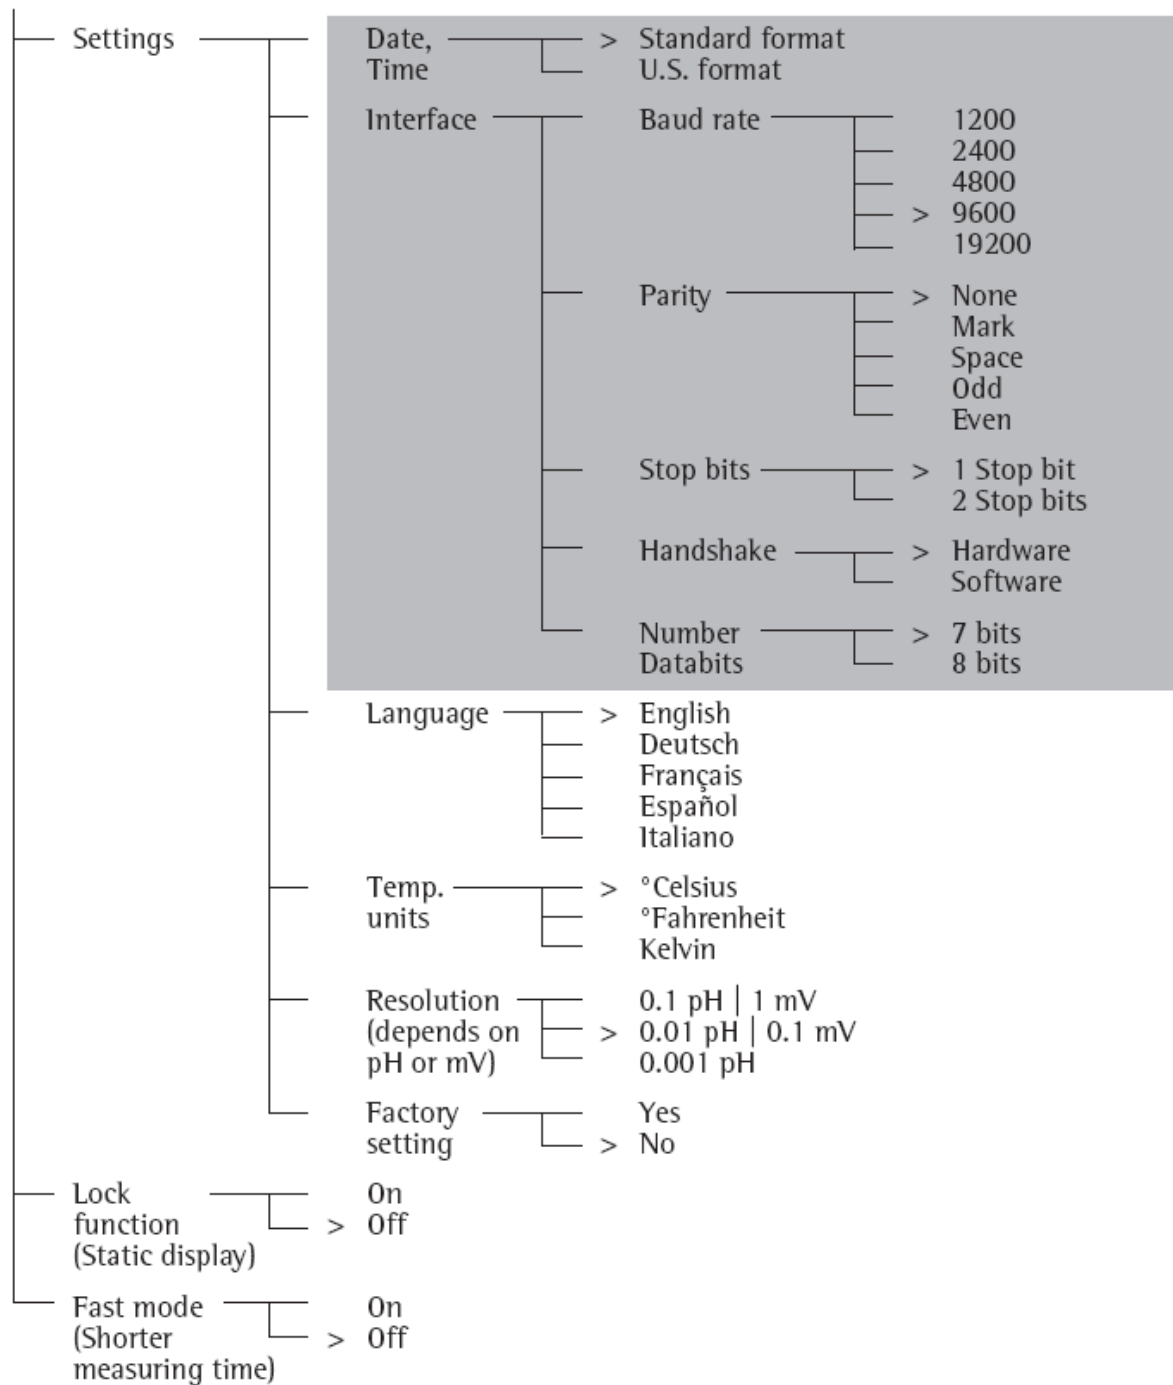 Settings Date, > Standard format
Time U.S. format
Interface Baud rate 1200
2400
4800
> 9600
19200
Parity > None
Mark
Space
Odd
Even
Stop bits > 1 Stop bit
2 Stop bits
Handshake > Hardware
Software
Number > 7 bits
Databits 8 bits
Language > English
Deutsch
Français
Español
Italiano
Temp. > °Celsius
units °Fahrenheit
Kelvin
Resolution 0.1 pH | 1 mV
(depends on > 0.01 pH | 0.1 mV
pH or mV) 0.001 pH
Factory Yes
setting > No
Lock On
function > Off
(Static display)
Fast mode On
(Shorter > Off
measuring time)